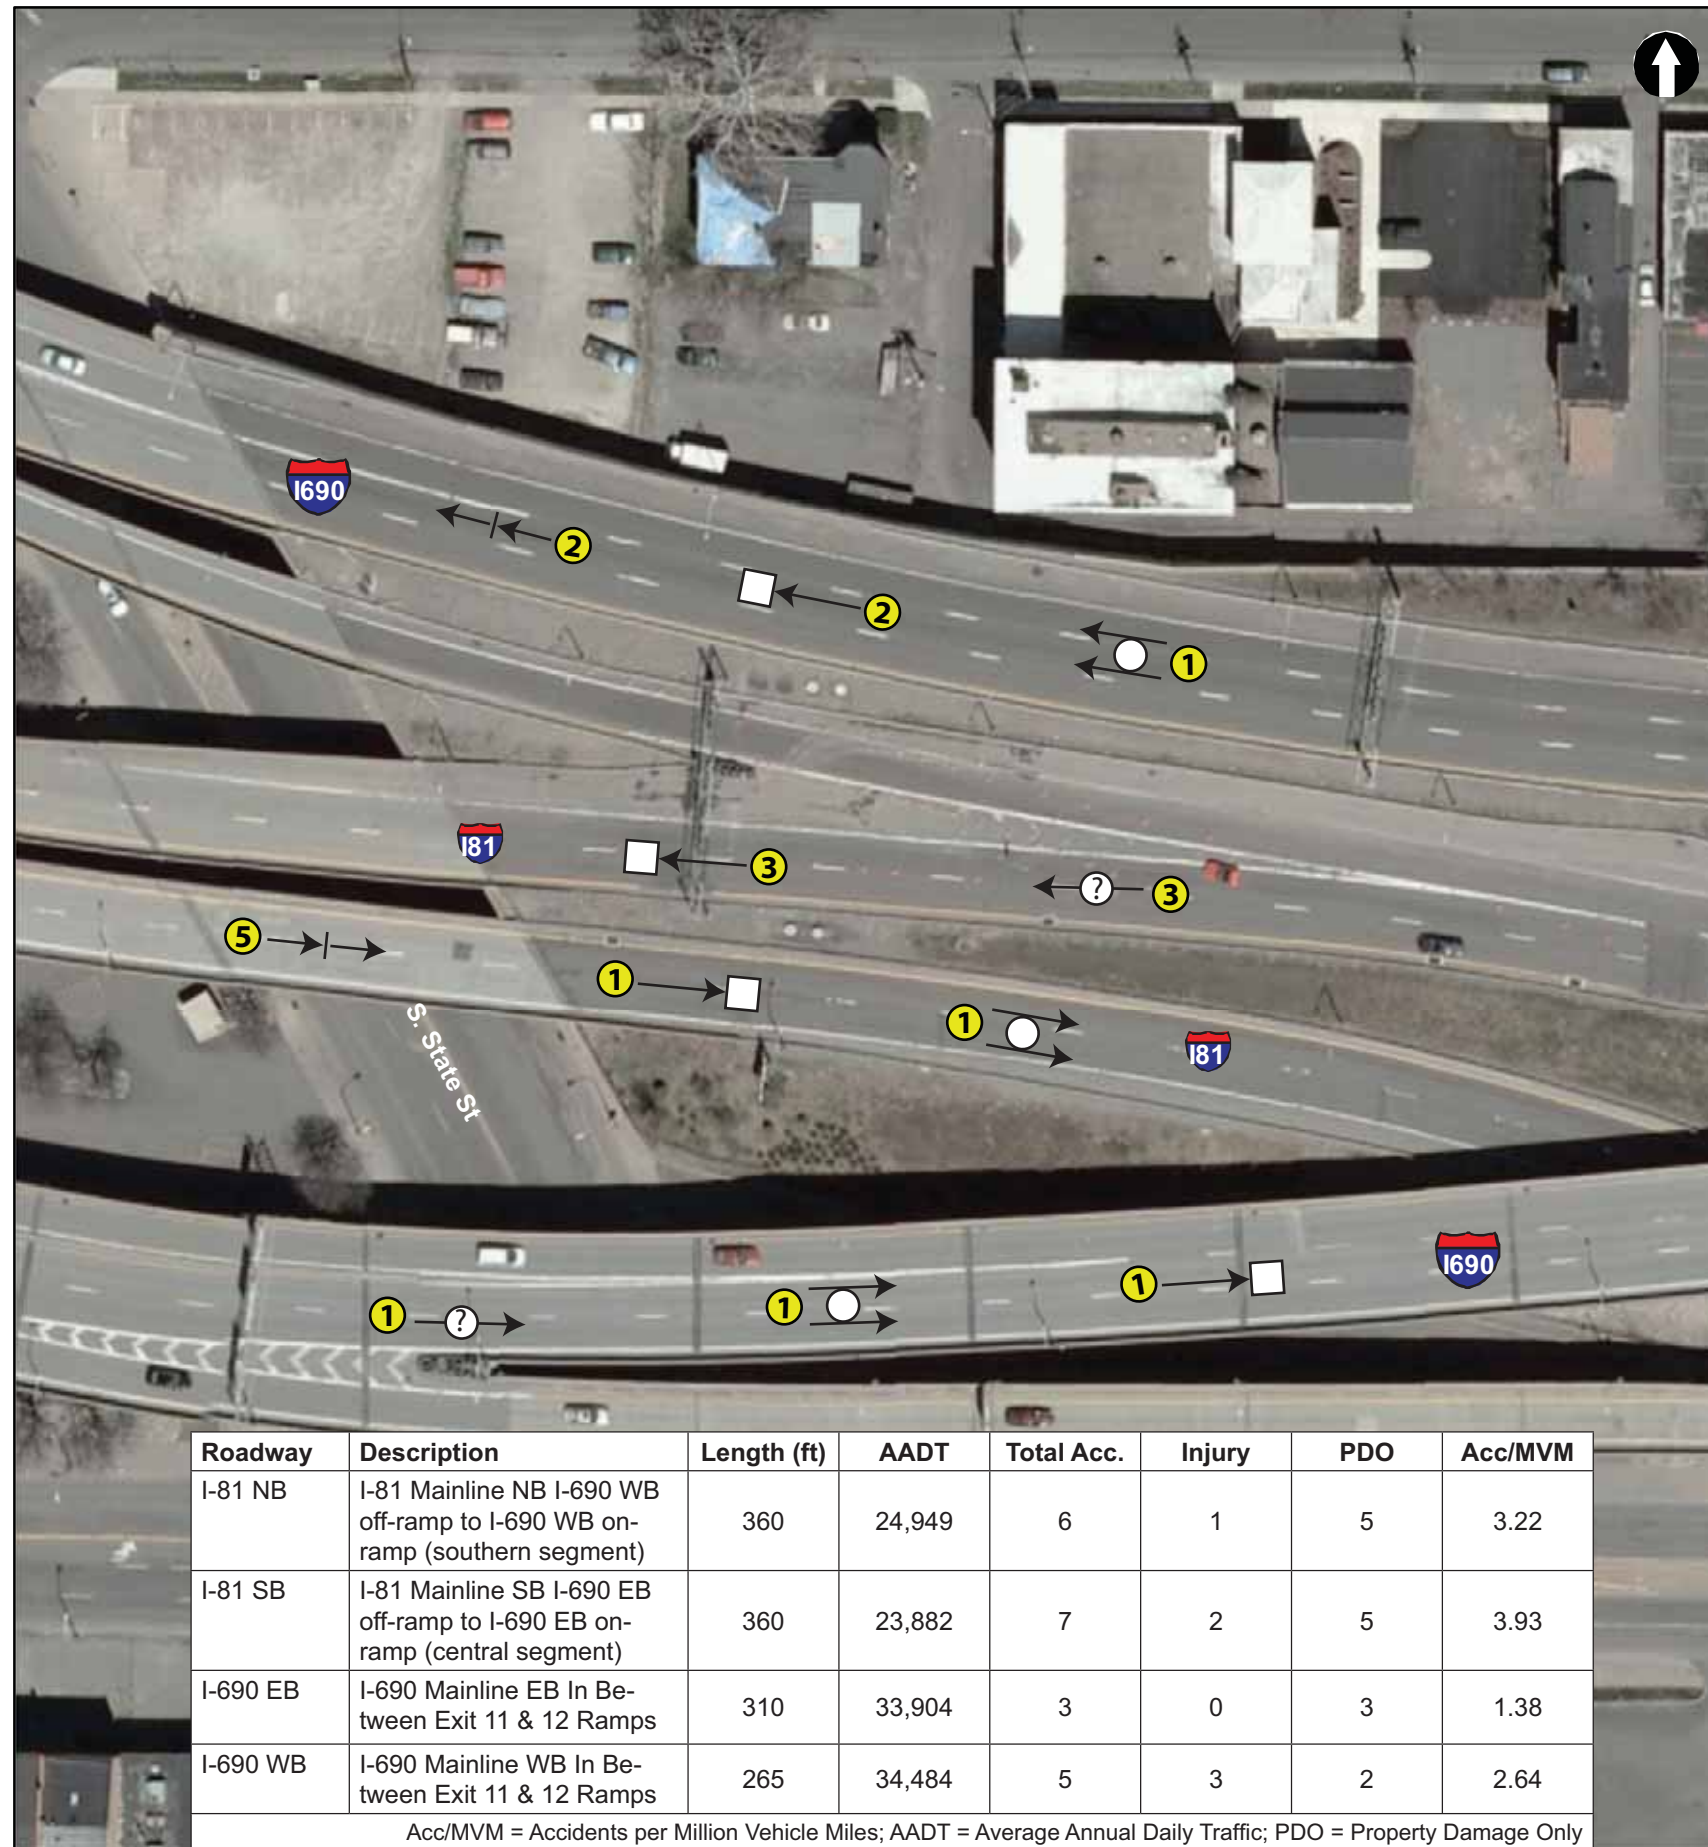 I690
2
2
1
I81
3
?
3
5
1
1
I81
S. State St
I690
1
?
1
1
Roadway Description Length (ft) AADT Total Acc. Injury PDO Acc/MVM
I-81 NB I-81 Mainline NB I-690 WB
off-ramp to I-690 WB on-
ramp (southern segment)
360 24,949 6 1 5 3.22
I-81 SB I-81 Mainline SB I-690 EB
off-ramp to I-690 EB on-
ramp (central segment)
360 23,882 7 2 5 3.93
I-690 EB I-690 Mainline EB In Be-
tween Exit 11 & 12 Ramps
310 33,904 3 0 3 1.38
I-690 WB I-690 Mainline WB In Be-
tween Exit 11 & 12 Ramps
265 34,484 5 3 2 2.64
Acc/MVM = Accidents per Million Vehicle Miles; AADT = Average Annual Daily Traffic; PDO = Property Damage Only